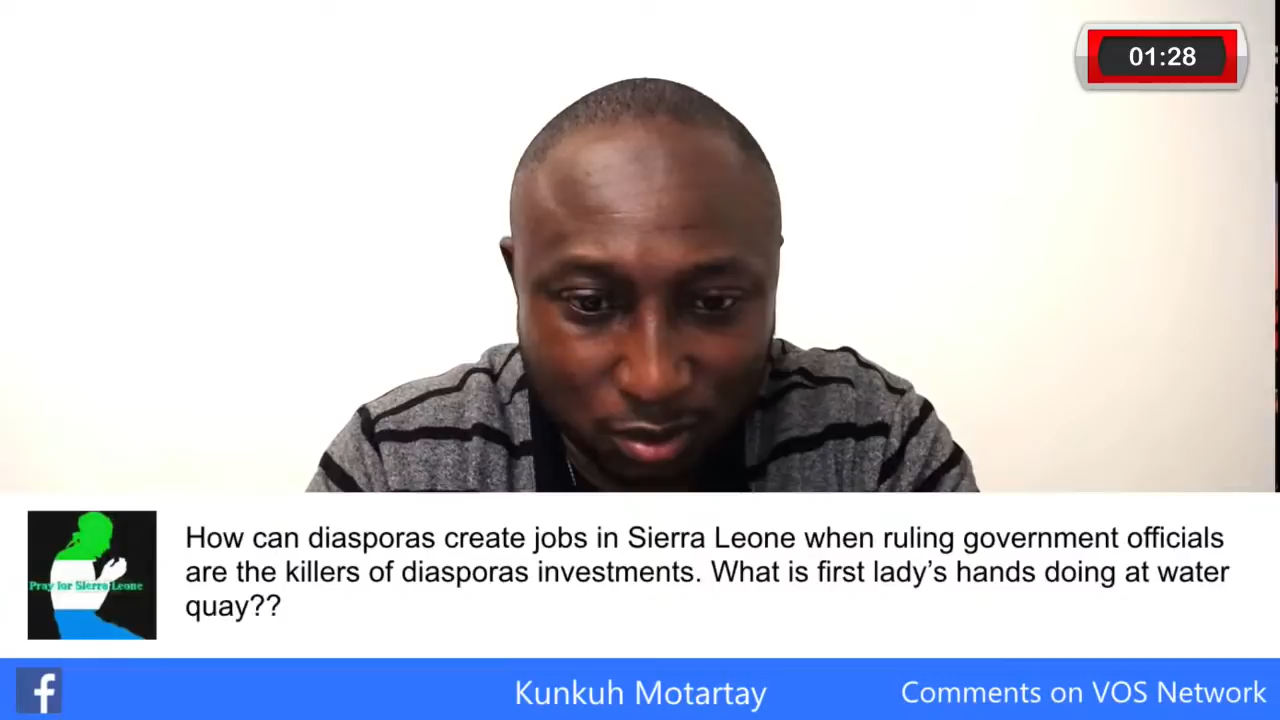 01:28
Pray for Sierra Leone
How can diasporas create jobs in Sierra Leone when ruling government officials
are the killers of diasporas investments. What is first lady’s hands doing at water
quay??
f
Kunkuh Motartay
Comments on VOS Network